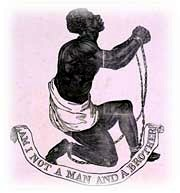 AM I NOT A MAN AND A BROTHER